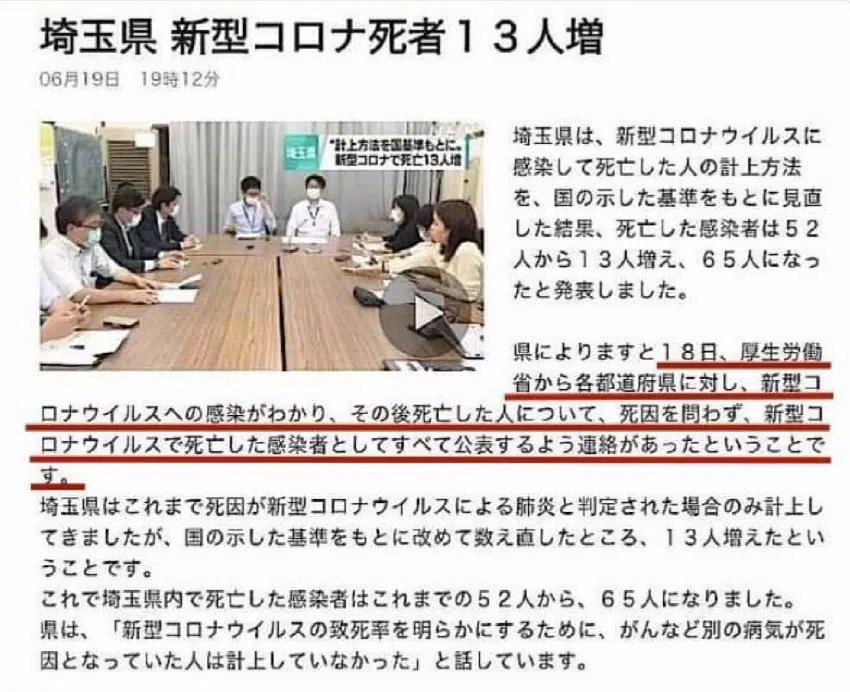 埼玉県 新型コロナ死者１３人増
06月19日　19時12分
埼玉県
"計上方法を国基準もとに"
新型コロナで死亡13人増
埼玉県は、新型コロナウイルスに
感染して死亡した人の計上方法
を、国の示した基準をもとに見直
した結果、死亡した感染者は５２
人から１３人増え、６５人になっ
たと発表しました。
県によりますと１８日、厚生労働
省から各都道府県に対し、新型コ
ロナウイルスへの感染がわかり、その後死亡した人について、死因を問わず、新型コ
ロナウイルスで死亡した感染者としてすべて公表するよう連絡があったということで
す。
埼玉県はこれまで死因が新型コロナウイルスによる肺炎と判定された場合のみ計上し
てきましたが、国の示した基準をもとに改めて数え直したところ、１３人増えたとい
うことです。
これで埼玉県内で死亡した感染者はこれまでの５２人から、６５人になりました。
県は、「新型コロナウイルスの致死率を明らかにするために、がんなど別の病気が死
因となっていた人は計上していなかった」と話しています。